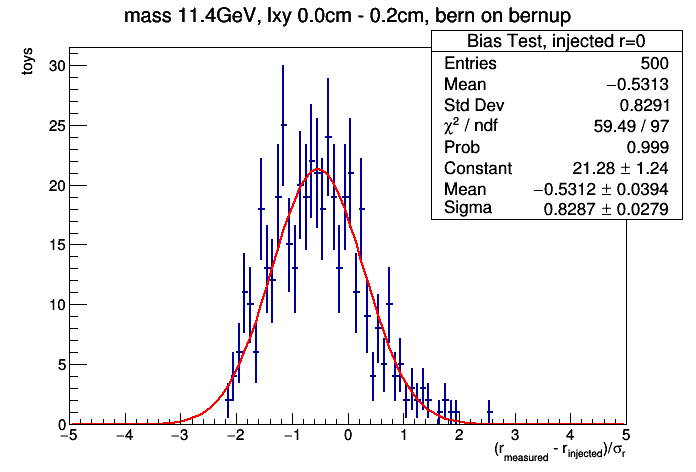 mass 11.4GeV, lxy 0.0cm - 0.2cm, bern on bernup
toys
Bias Test, injected r=0
Entries 500
Mean −0.5313
Std Dev 0.8291
χ² / ndf 59.49 / 97
Prob 0.999
Constant 21.28 ± 1.24
Mean −0.5312 ± 0.0394
Sigma 0.8287 ± 0.0279
30
25
20
15
10
5
0
−5 −4 −3 −2 −1 0 1 2 3 4 5
(r_measured - r_injected)/σ_r